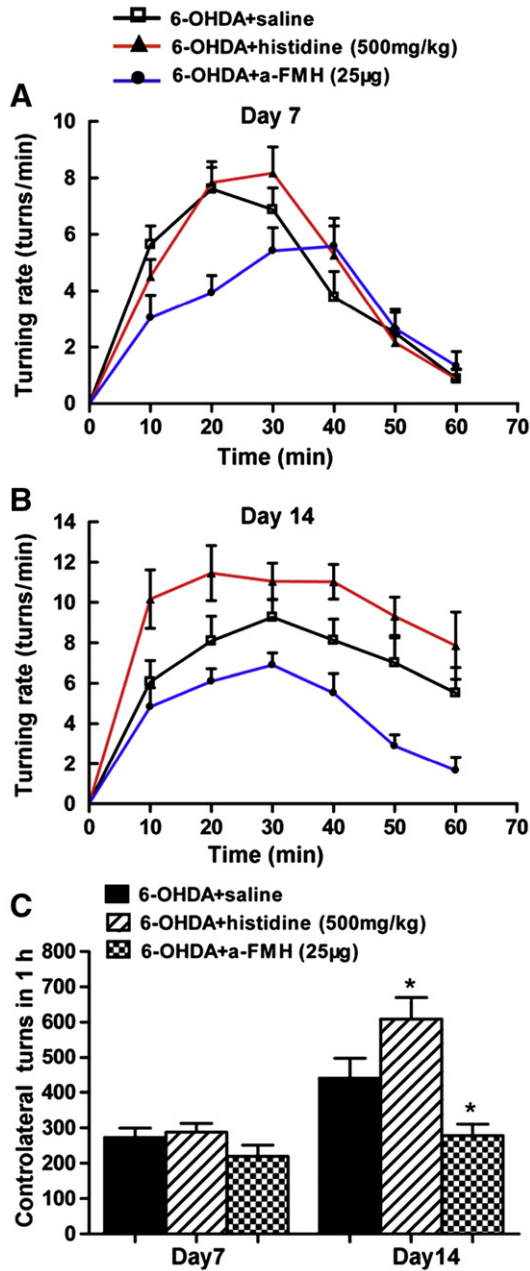 6-OHDA+saline
6-OHDA+histidine (500mg/kg)
6-OHDA+a-FMH (25µg)
A
Day 7
Turning rate (turns/min)
10
8
6
4
2
0
0 10 20 30 40 50 60 70
Time (min)
B
Day 14
Turning rate (turns/min)
14
12
10
8
6
4
2
0
0 10 20 30 40 50 60 70
Time (min)
C
6-OHDA+saline
6-OHDA+histidine (500mg/kg)
6-OHDA+a-FMH (25µg)
Controlateral turns in 1 h
800
700
600
500
400
300
200
100
0
*
*
Day7 Day14